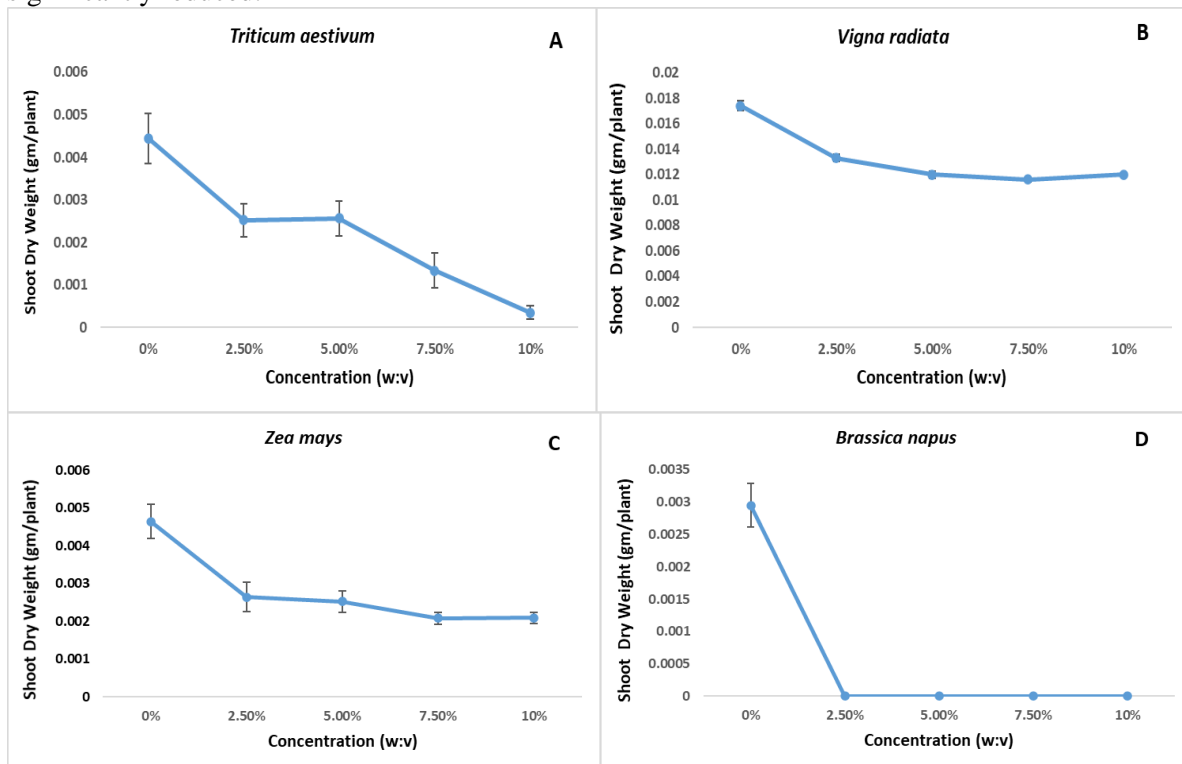 significantly reduced.
Triticum aestivum
A
Shoot Dry Weight (gm/plant)
0.006
0.005
0.004
0.003
0.002
0.001
0
0% 2.50% 5.00% 7.50% 10%
Concentration (w:v)
Vigna radiata
B
Shoot Dry Weight (gm/plant)
0.02
0.018
0.016
0.014
0.012
0.01
0.008
0.006
0.004
0.002
0
0% 2.50% 5.00% 7.50% 10%
Concentration (w:v)
Zea mays
C
Shoot Dry Weight (gm/plant)
0.006
0.005
0.004
0.003
0.002
0.001
0
0% 2.50% 5.00% 7.50% 10%
Concentration (w:v)
Brassica napus
D
Shoot Dry Weight (gm/plant)
0.0035
0.003
0.0025
0.002
0.0015
0.001
0.0005
0
0% 2.50% 5.00% 7.50% 10%
Concentration (w:v)